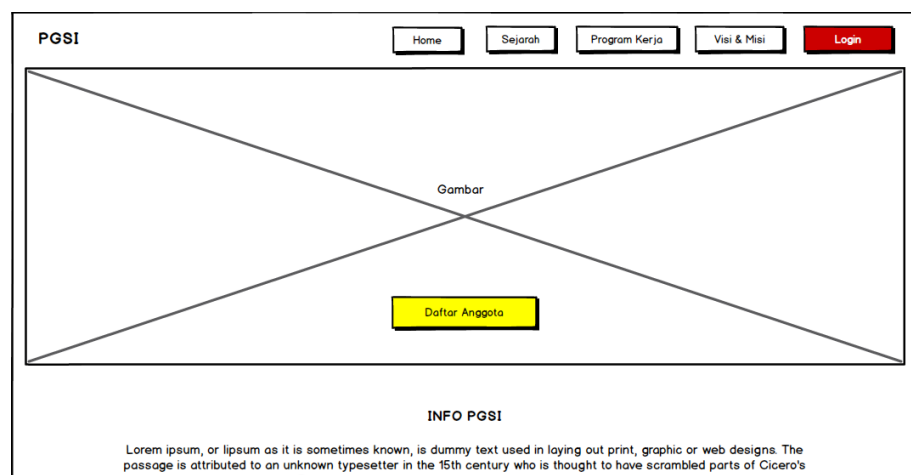 PGSI
Home Sejarah Program Kerja Visi & Misi Login
Gambar
Daftar Anggota
INFO PGSI
Lorem ipsum, or lipsum as it is sometimes known, is dummy text used in laying out print, graphic or web designs. The
passage is attributed to an unknown typesetter in the 15th century who is thought to have scrambled parts of Cicero's